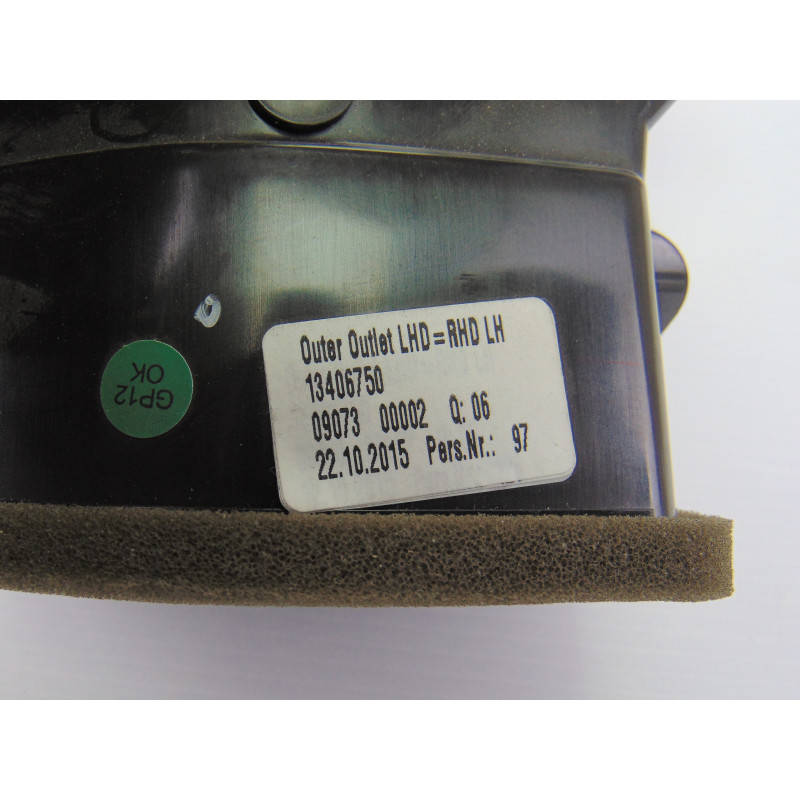 Outer Outlet LHD=RHD LH
13406750
09073 00002 Q: 06
22.10.2015 Pers.Nr.: 97
GP12
OK